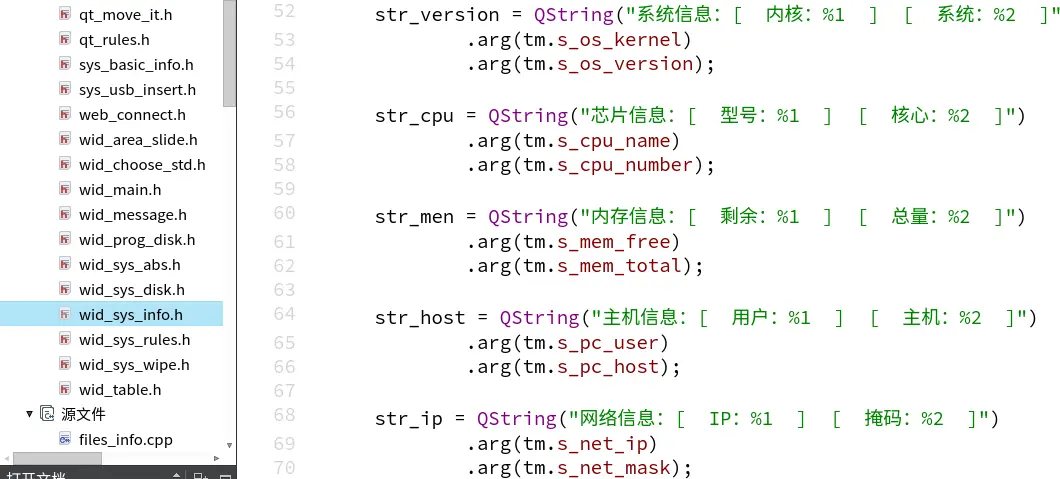 qt_move_it.h
qt_rules.h
sys_basic_info.h
sys_usb_insert.h
web_connect.h
wid_area_slide.h
wid_choose_std.h
wid_main.h
wid_message.h
wid_prog_disk.h
wid_sys_abs.h
wid_sys_disk.h
wid_sys_info.h
wid_sys_rules.h
wid_sys_wipe.h
wid_table.h
源文件
files_info.cpp
打开文档
52 str_version = QString("系统信息：[  内核：%1  ]  [  系统：%2  ]"
53 .arg(tm.s_os_kernel)
54 .arg(tm.s_os_version);
55
56 str_cpu = QString("芯片信息：[  型号：%1  ]  [  核心：%2  ]")
57 .arg(tm.s_cpu_name)
58 .arg(tm.s_cpu_number);
59
60 str_men = QString("内存信息：[  剩余：%1  ]  [  总量：%2  ]")
61 .arg(tm.s_mem_free)
62 .arg(tm.s_mem_total);
63
64 str_host = QString("主机信息：[  用户：%1  ]  [  主机：%2  ]")
65 .arg(tm.s_pc_user)
66 .arg(tm.s_pc_host);
67
68 str_ip = QString("网络信息：[  IP：%1  ]  [  掩码：%2  ]")
69 .arg(tm.s_net_ip)
70 .arg(tm.s_net_mask);